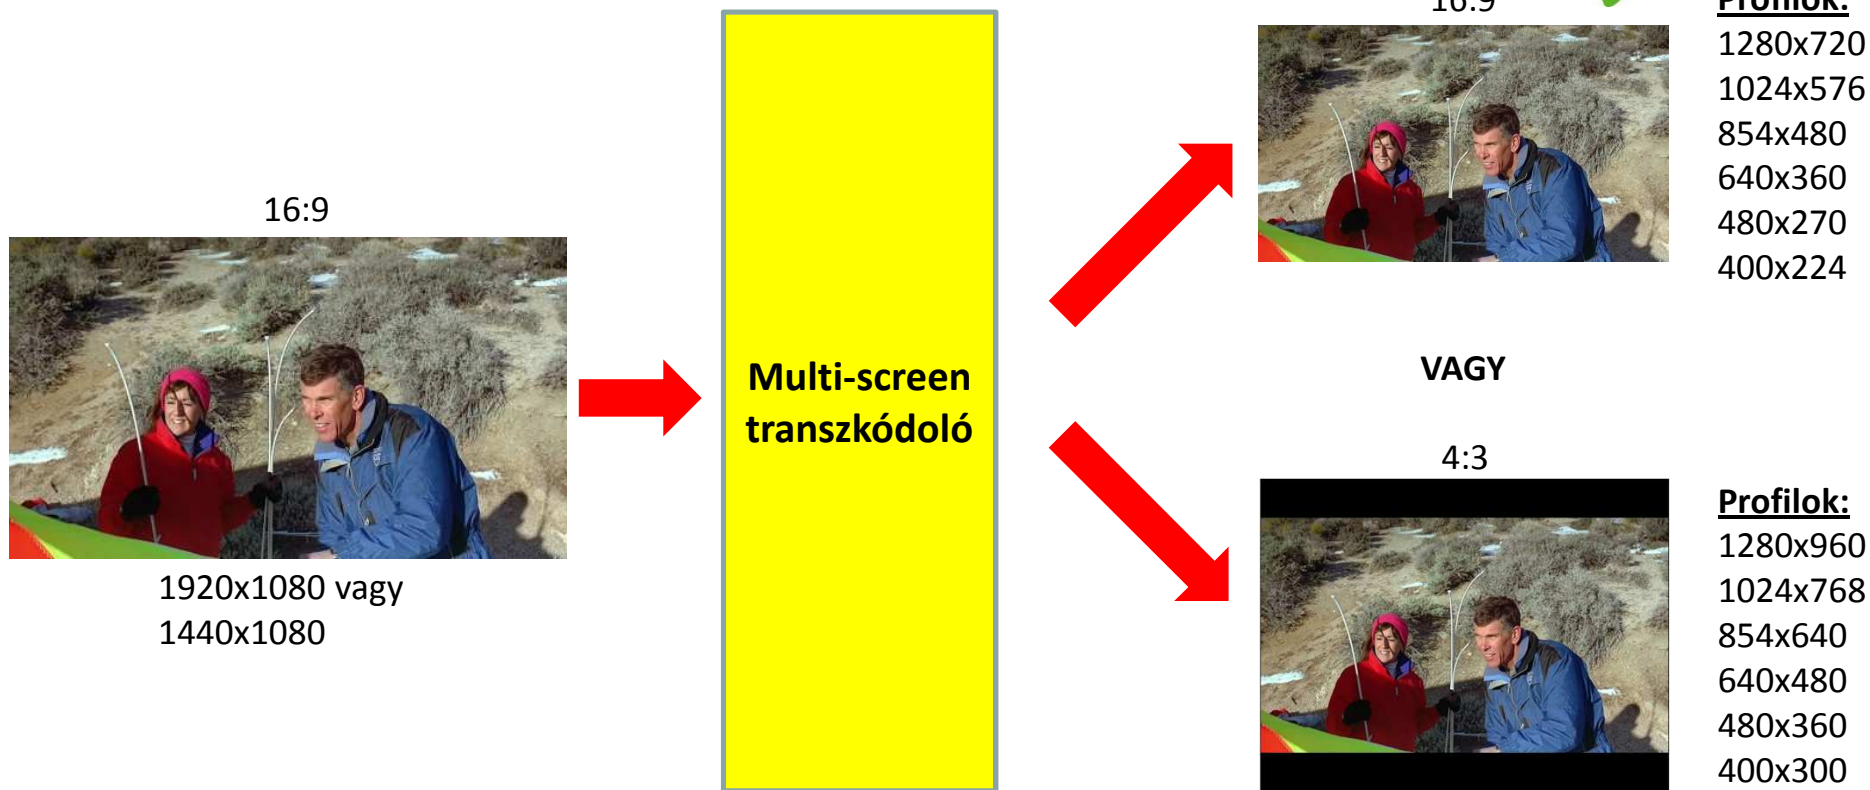 16:9
1920x1080 vagy
1440x1080
Multi-screen
transzkódoló
16:9
Profilok:
1280x720
1024x576
854x480
640x360
480x270
400x224
VAGY
4:3
Profilok:
1280x960
1024x768
854x640
640x480
480x360
400x300